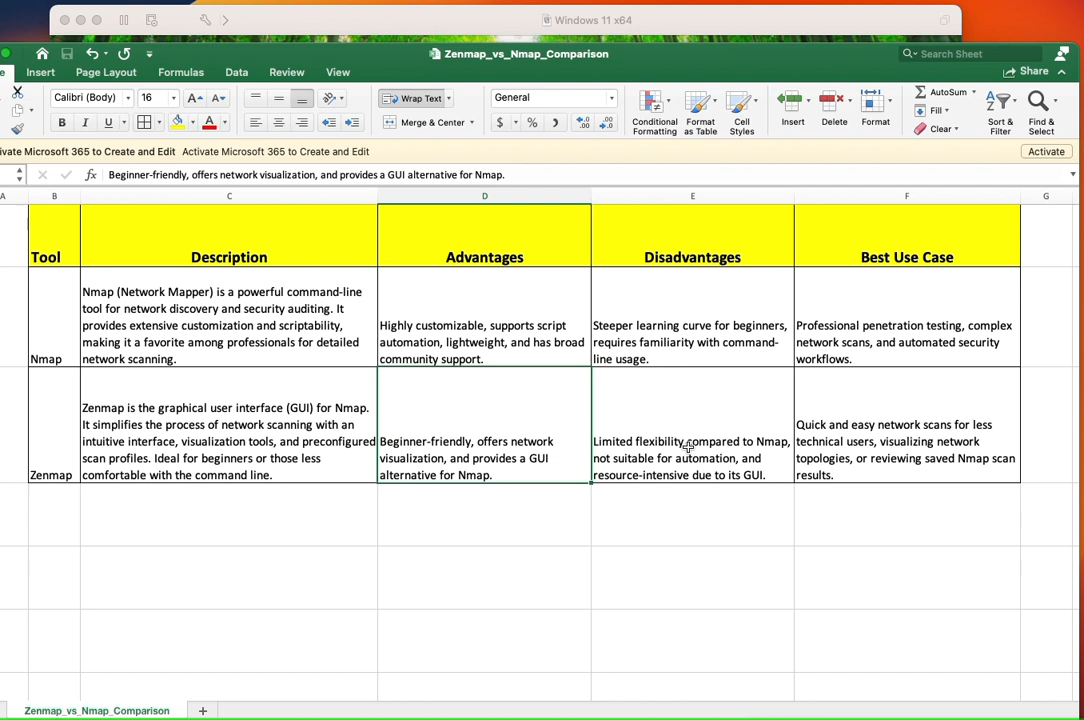 Windows 11 x64
Zenmap_vs_Nmap_Comparison
Search Sheet
e Insert Page Layout Formulas Data Review View
Share
Calibri (Body) 16
Wrap Text
General
Merge & Center
Conditional Formatting
Format as Table
Cell Styles
Insert
Delete
Format
AutoSum
Fill
Clear
Sort & Filter
Find & Select
ivate Microsoft 365 to Create and Edit Activate Microsoft 365 to Create and Edit
Activate
fx Beginner-friendly, offers network visualization, and provides a GUI alternative for Nmap.
A B C D E F G
Tool Description Advantages Disadvantages Best Use Case
Nmap
Nmap (Network Mapper) is a powerful command-line
tool for network discovery and security auditing. It
provides extensive customization and scriptability,
making it a favorite among professionals for detailed
network scanning.
Highly customizable, supports script
automation, lightweight, and has broad
community support.
Steeper learning curve for beginners,
requires familiarity with command-
line usage.
Professional penetration testing, complex
network scans, and automated security
workflows.
Zenmap
Zenmap is the graphical user interface (GUI) for Nmap.
It simplifies the process of network scanning with an
intuitive interface, visualization tools, and preconfigured
scan profiles. Ideal for beginners or those less
comfortable with the command line.
Beginner-friendly, offers network
visualization, and provides a GUI
alternative for Nmap.
Limited flexibility compared to Nmap,
not suitable for automation, and
resource-intensive due to its GUI.
Quick and easy network scans for less
technical users, visualizing network
topologies, or reviewing saved Nmap scan
results.
Zenmap_vs_Nmap_Comparison